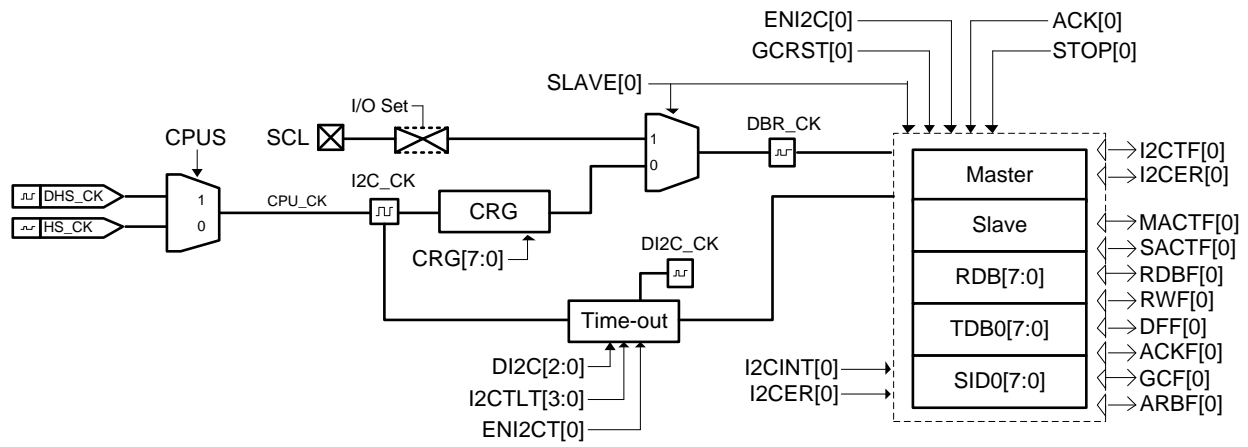 ENI2C[0]
ACK[0]
GCRST[0]
STOP[0]
SLAVE[0]
I/O Set
SCL
DBR_CK
CPUS
1
0
I2CTF[0]
I2CER[0]
Master
I2C_CK
DHS_CK
1
CPU_CK
CRG
HS_CK
0
Slave
MACTF[0]
SACTF[0]
CRG[7:0]
DI2C_CK
RDB[7:0]
RDBF[0]
RWF[0]
Time-out
TDB0[7:0]
DFF[0]
ACKF[0]
DI2C[2:0]
I2CINT[0]
SID0[7:0]
GCF[0]
I2CTLT[3:0]
I2CER[0]
ARBF[0]
ENI2CT[0]